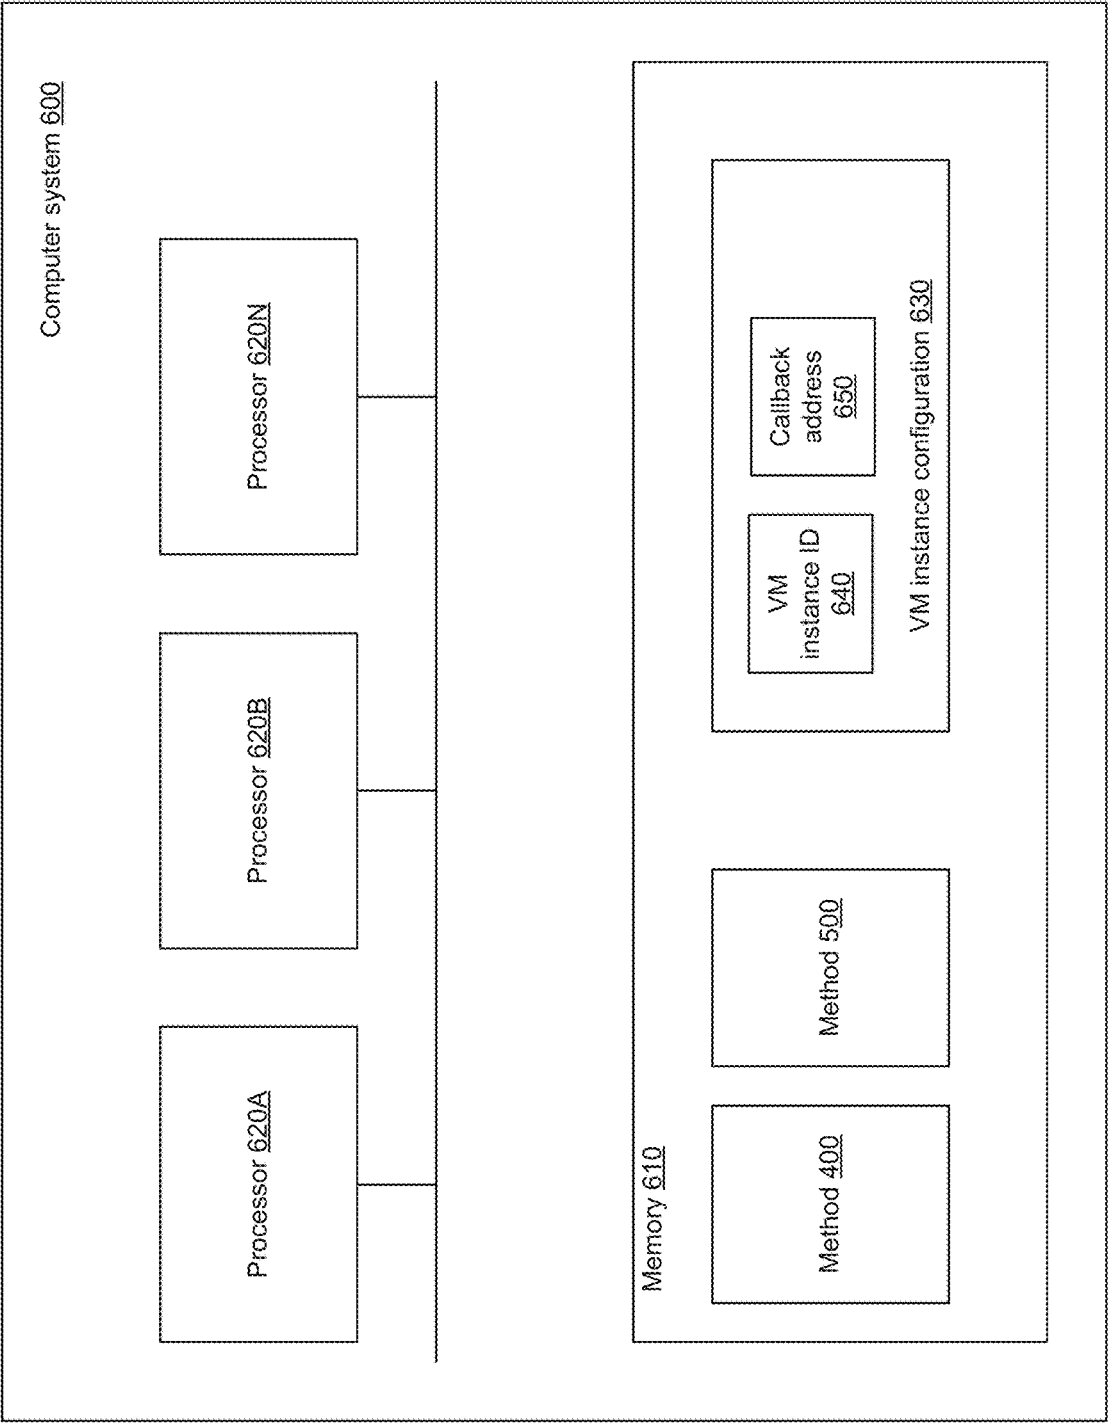 Computer system 600
Processor 620A
Processor 620B
Processor 620N
Memory 610
Method 400
Method 500
VM
instance ID
640
Callback
address
650
VM instance configuration 630